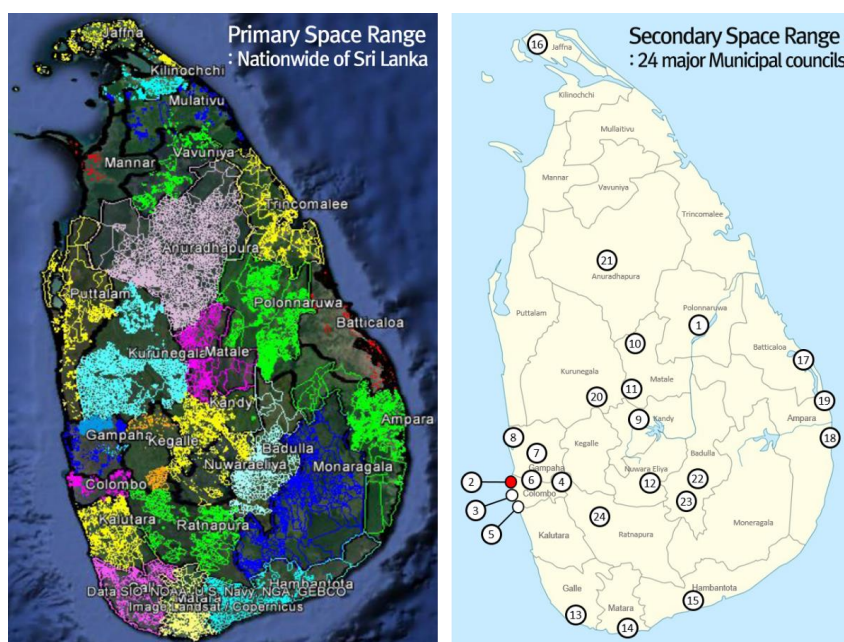 Primary Space Range
: Nationwide of Sri Lanka
Jaffna
Kilinochchi
Mulativu
Vavuniya
Mannar
Trincomalee
Anuradhapura
Puttalam
Polonnaruwa
Batticaloa
Kurunegala
Matale
Kandy
Ampara
Gampaha
Kegalle
Badulla
Nuwaraeliya
Monaragala
Colombo
Kalutara
Ratnapura
Hambantota
Matara
Data SIO, NOAA, U.S. Navy, NGA, GEBCO
Image Landsat / Copernicus
Secondary Space Range
: 24 major Municipal councils
16
Jaffna
Kilinochchi
Mullaitivu
Mannar
Vavuniya
Trincomalee
21
Anuradhapura
Puttalam
Polonnaruwa
1
10
Batticaloa
17
Kurunegala
11
Matale
20
19
Ampara
9
Kandy
8
18
Kegalle
7
Badulla
Gampaha
Nuwara Eliya
2
6
4
12
22
Colombo
3
23
5
24
Kalutara
Ratnapura
Moneragala
Galle
Hambantota
Matara
15
13
14